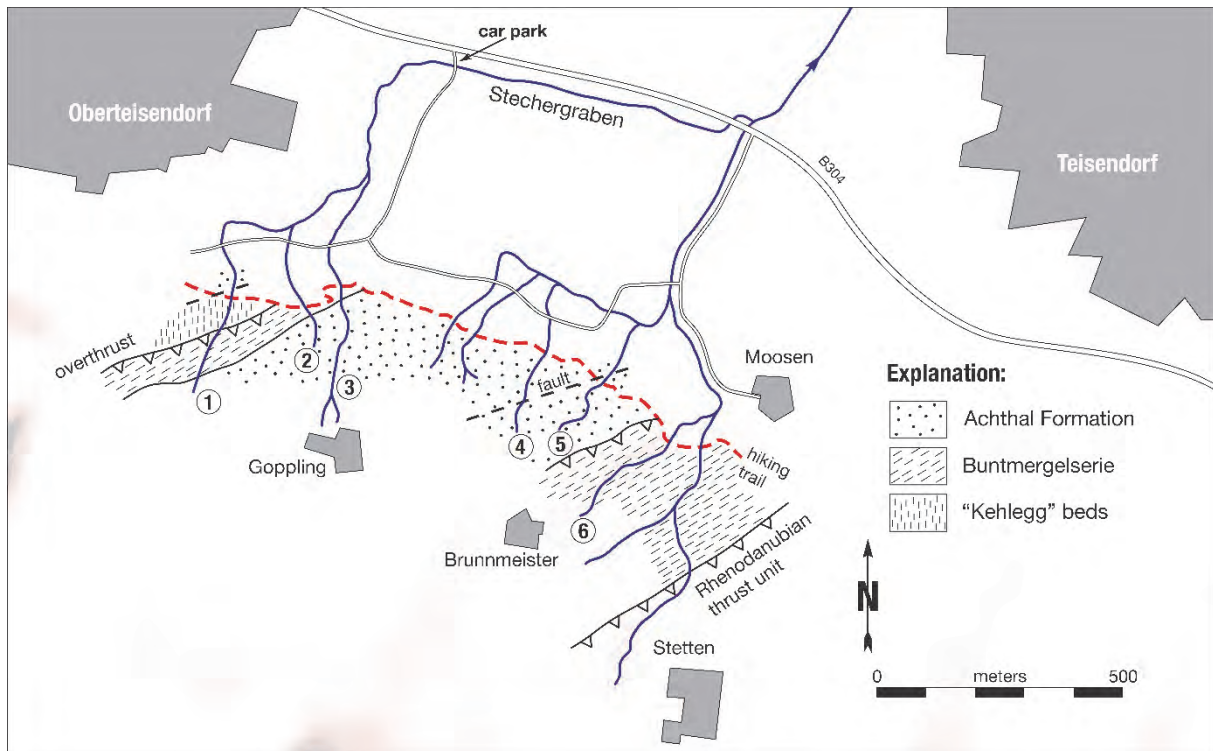 car park
Oberteisendorf
Stechergraben
Teisendorf
B304
overthrust
1
2
3
4
5
6
fault
Moosen
hiking
trail
Goppling
Brunnmeister
Rhenodanubian
thrust unit
Stetten
Explanation:
Achthal Formation
Buntmergelserie
“Kehlegg” beds
N
0 meters 500